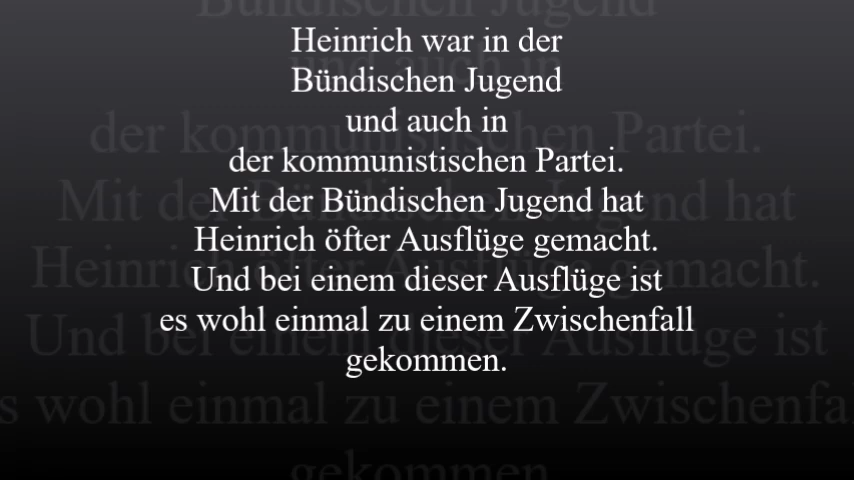 Heinrich war in der
Bündischen Jugend
und auch in
der kommunistischen Partei.
Mit der Bündischen Jugend hat
Heinrich öfter Ausflüge gemacht.
Und bei einem dieser Ausflüge ist
es wohl einmal zu einem Zwischenfall
gekommen.